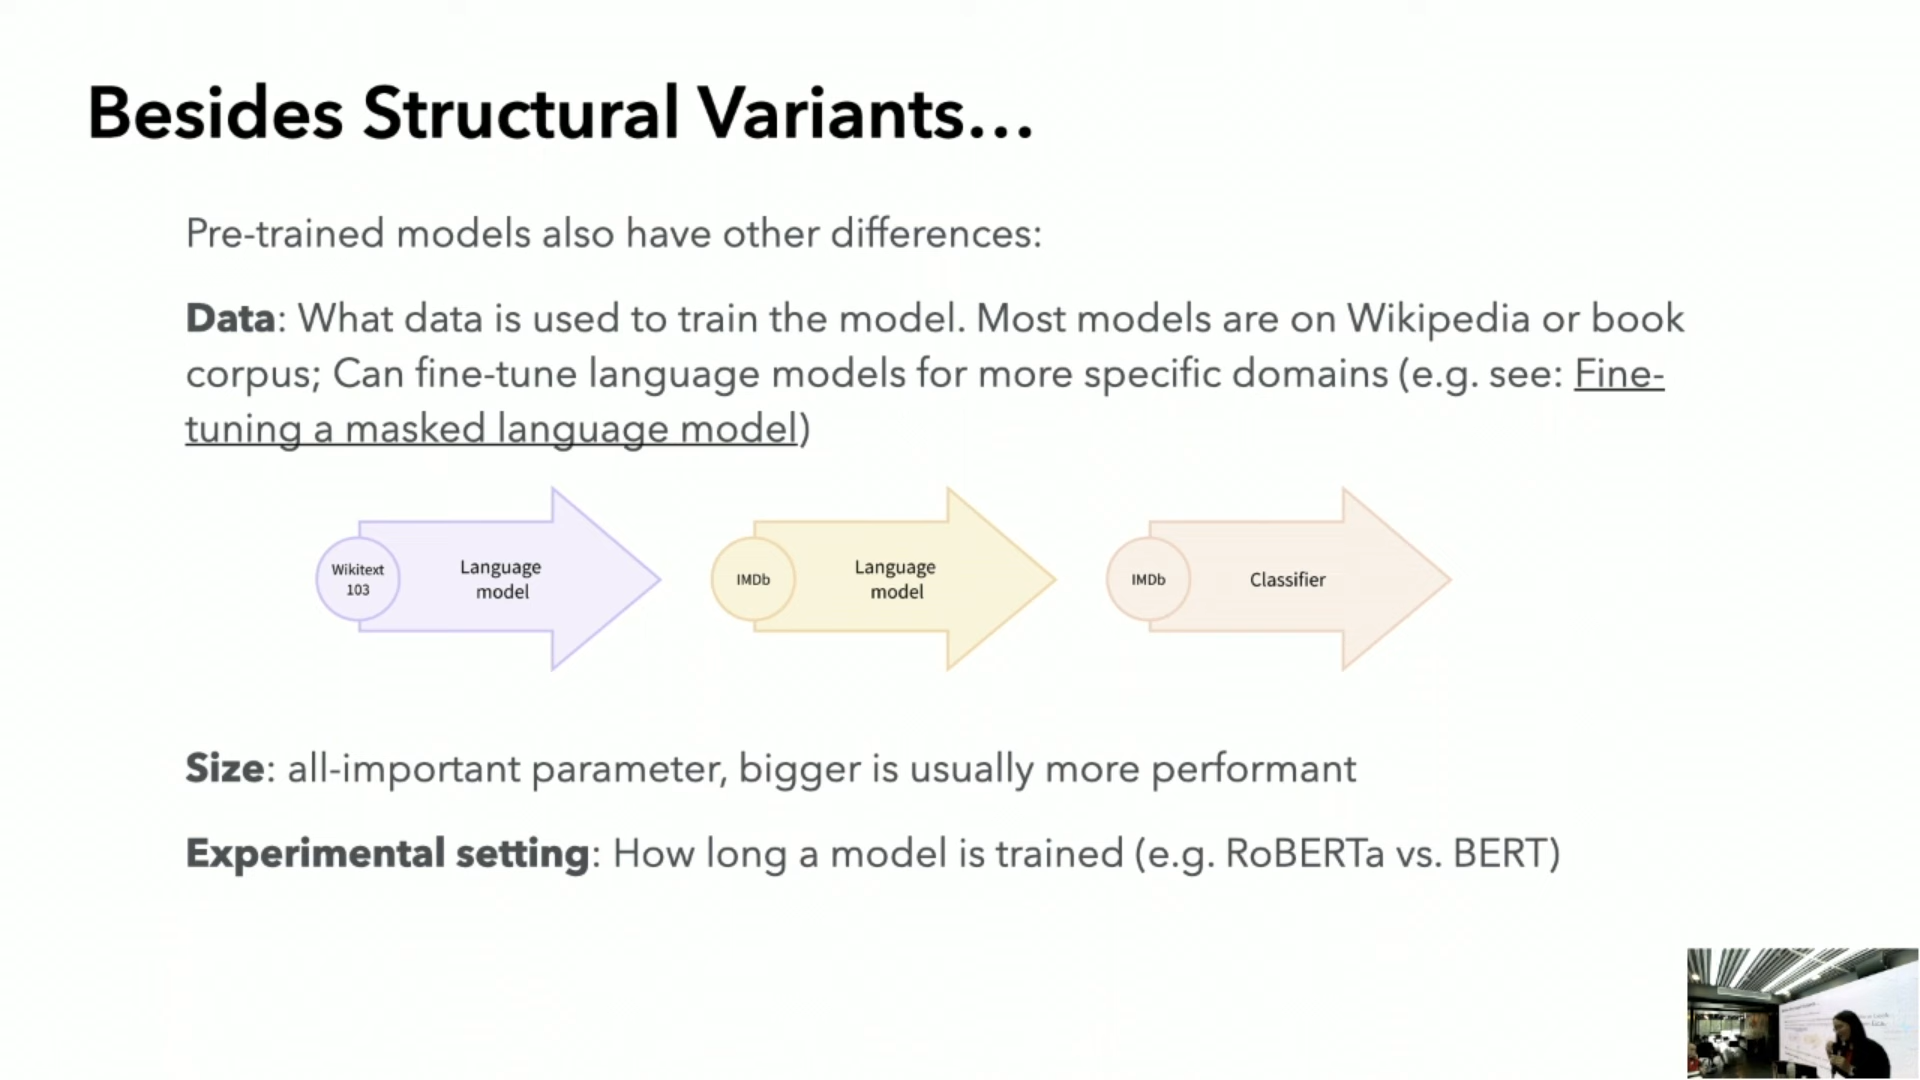 Besides Structural Variants...
Pre-trained models also have other differences:
Data: What data is used to train the model. Most models are on Wikipedia or book
corpus; Can fine-tune language models for more specific domains (e.g. see: Fine-
tuning a masked language model)
Wikitext
103
Language
model
IMDb
Language
model
IMDb
Classifier
Size: all-important parameter, bigger is usually more performant
Experimental setting: How long a model is trained (e.g. RoBERTa vs. BERT)